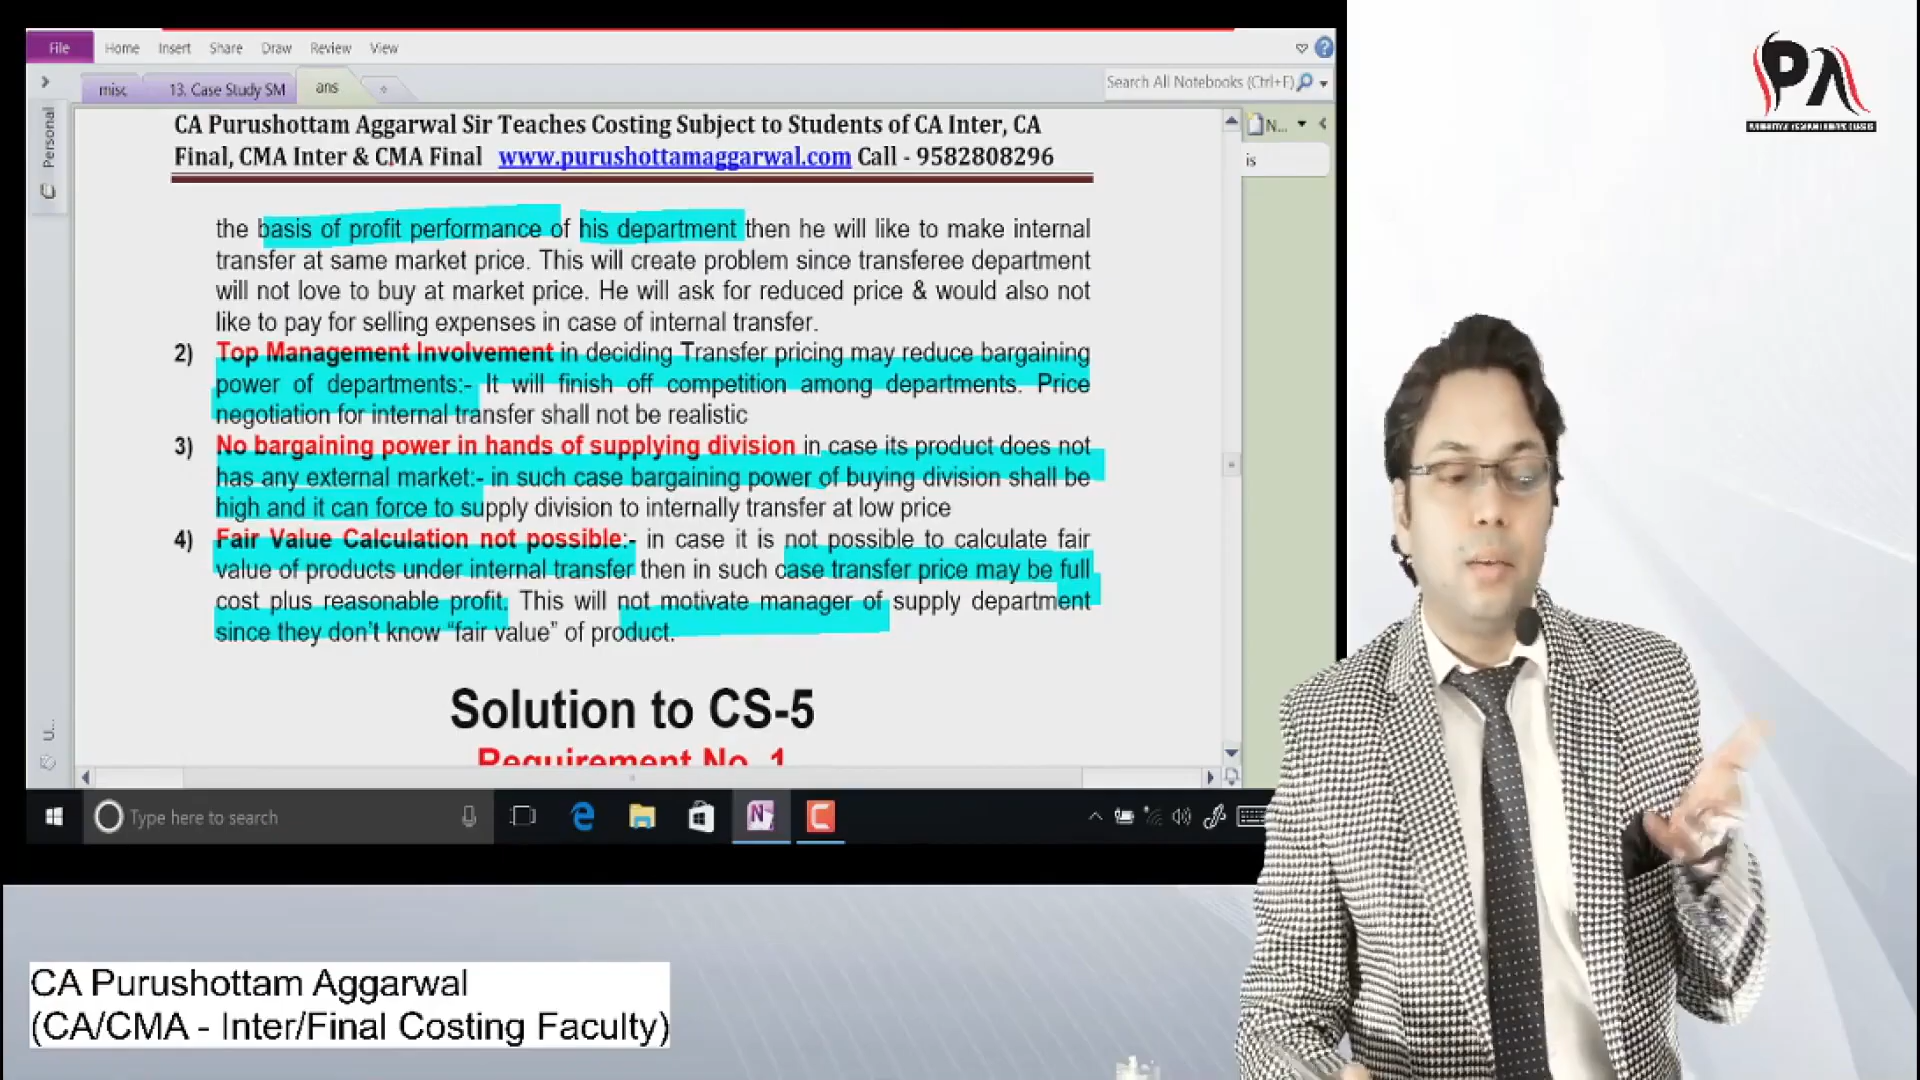 File Home Insert Share Draw Review View
misc 13. Case Study SM ans
Search All Notebooks (Ctrl+F)
Personal
N...
is
CA Purushottam Aggarwal Sir Teaches Costing Subject to Students of CA Inter, CA
Final, CMA Inter & CMA Final www.purushottamaggarwal.com Call - 9582808296
the basis of profit performance of his department then he will like to make internal
transfer at same market price. This will create problem since transferee department
will not love to buy at market price. He will ask for reduced price & would also not
like to pay for selling expenses in case of internal transfer.
2) Top Management Involvement in deciding Transfer pricing may reduce bargaining
power of departments:- It will finish off competition among departments. Price
negotiation for internal transfer shall not be realistic
3) No bargaining power in hands of supplying division in case its product does not
has any external market:- in such case bargaining power of buying division shall be
high and it can force to supply division to internally transfer at low price
4) Fair Value Calculation not possible:- in case it is not possible to calculate fair
value of products under internal transfer then in such case transfer price may be full
cost plus reasonable profit. This will not motivate manager of supply department
since they don't know “fair value” of product.
Solution to CS-5
Requirement No. 1
U...
Type here to search
PA
CA Purushottam Aggarwal
(CA/CMA - Inter/Final Costing Faculty)